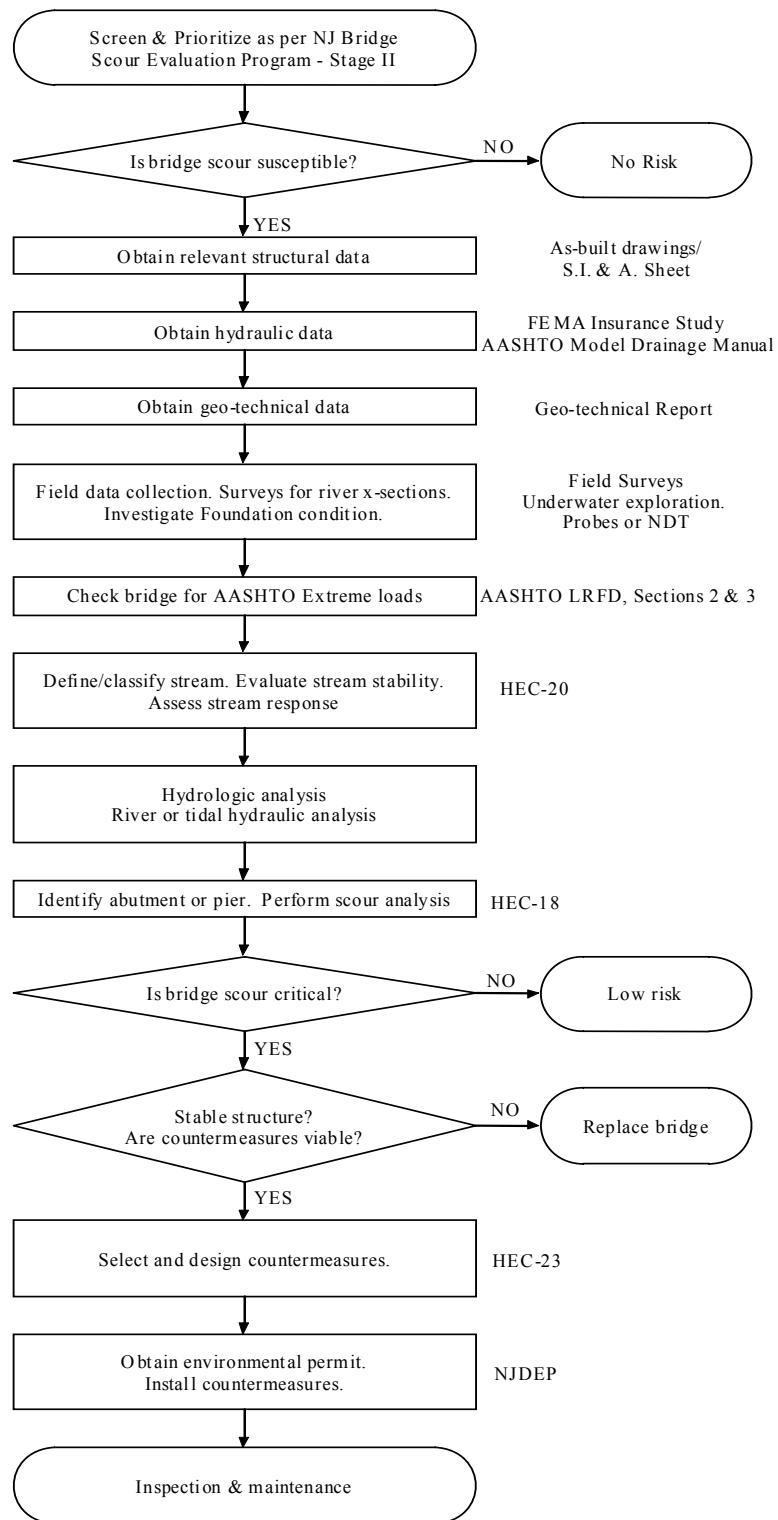 Screen & Prioritize as per NJ Bridge
Scour Evaluation Program - Stage II
Is bridge scour susceptible?
NO
No Risk
YES
Obtain relevant structural data
As-built drawings/
S.I. & A. Sheet
Obtain hydraulic data
FEMA Insurance Study
AASHTO Model Drainage Manual
Obtain geo-technical data
Geo-technical Report
Field data collection. Surveys for river x-sections.
Investigate Foundation condition.
Field Surveys
Underwater exploration.
Probes or NDT
Check bridge for AASHTO Extreme loads
AASHTO LRFD, Sections 2 & 3
Define/classify stream. Evaluate stream stability.
Assess stream response
HEC-20
Hydrologic analysis
River or tidal hydraulic analysis
Identify abutment or pier. Perform scour analysis
HEC-18
Is bridge scour critical?
NO
Low risk
YES
Stable structure?
Are countermeasures viable?
NO
Replace bridge
YES
Select and design countermeasures.
HEC-23
Obtain environmental permit.
Install countermeasures.
NJDEP
Inspection & maintenance